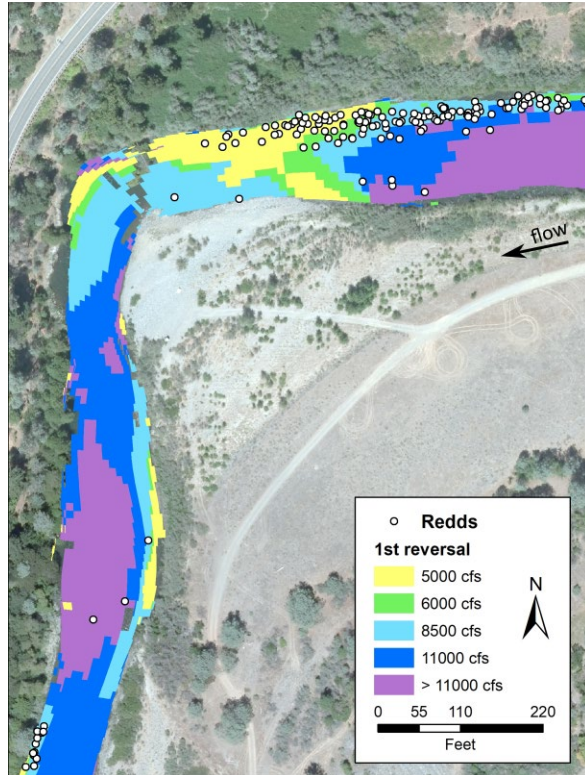 flow
Redds
1st reversal
5000 cfs
6000 cfs
8500 cfs
11000 cfs
> 11000 cfs
N
0 55 110 220
Feet